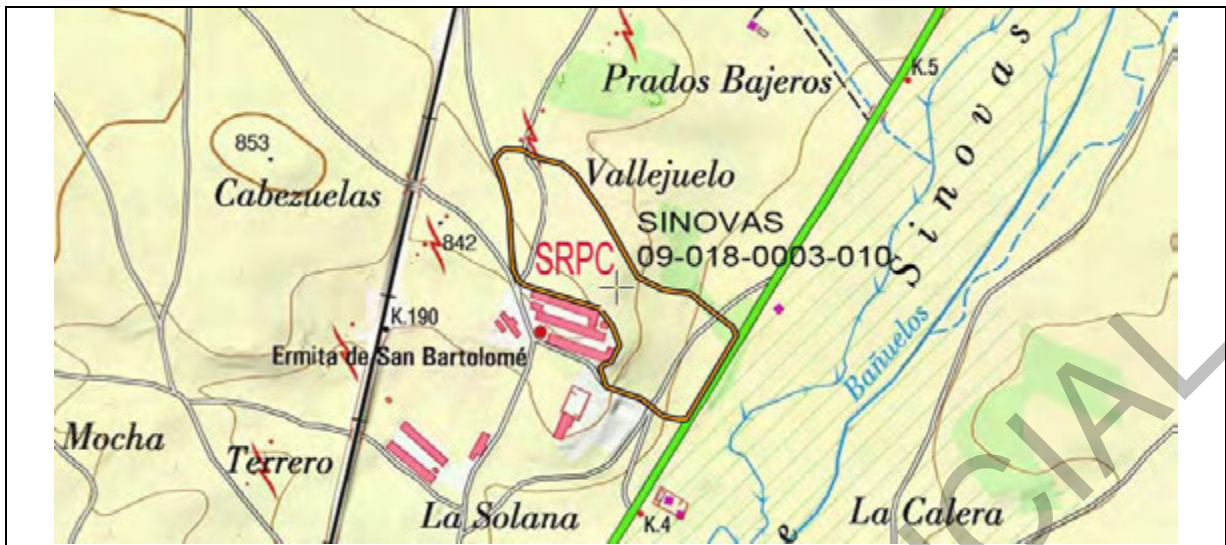 K.5
Prados Bajeros
Sinovas
853
Vallejuelo
Cabezuelas
SINOVAS
842
SRPC
09-018-0003-010
K.190
Ermita de San Bartolomé
Bañuelos
Mocha
Terrero
La Solana
La Calera
K.4
e
CIAL